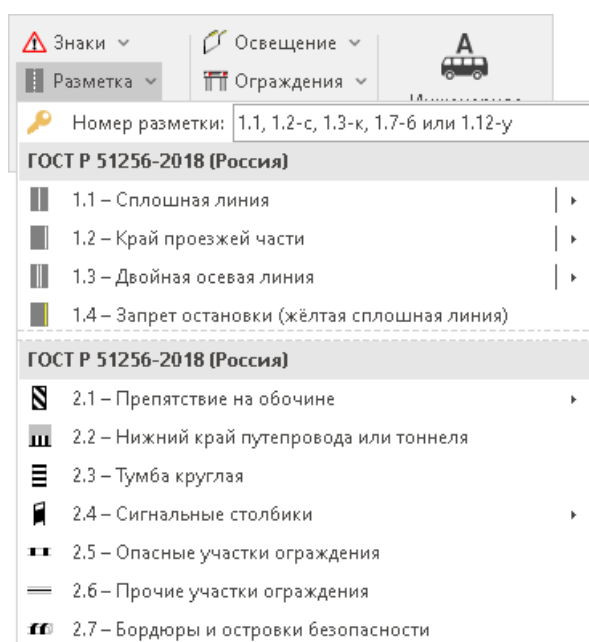 Знаки
Освещение
А
Разметка
Ограждения
Номер разметки: 1.1, 1.2-с, 1.3-к, 1.7-б или 1.12-у
ГОСТ Р 51256-2018 (Россия)
1.1 – Сплошная линия
1.2 – Край проезжей части
1.3 – Двойная осевая линия
1.4 – Запрет остановки (жёлтая сплошная линия)
ГОСТ Р 51256-2018 (Россия)
2.1 – Препятствие на обочине
2.2 – Нижний край путепровода или тоннеля
2.3 – Тумба круглая
2.4 – Сигнальные столбики
2.5 – Опасные участки ограждения
2.6 – Прочие участки ограждения
2.7 – Бордюры и островки безопасности